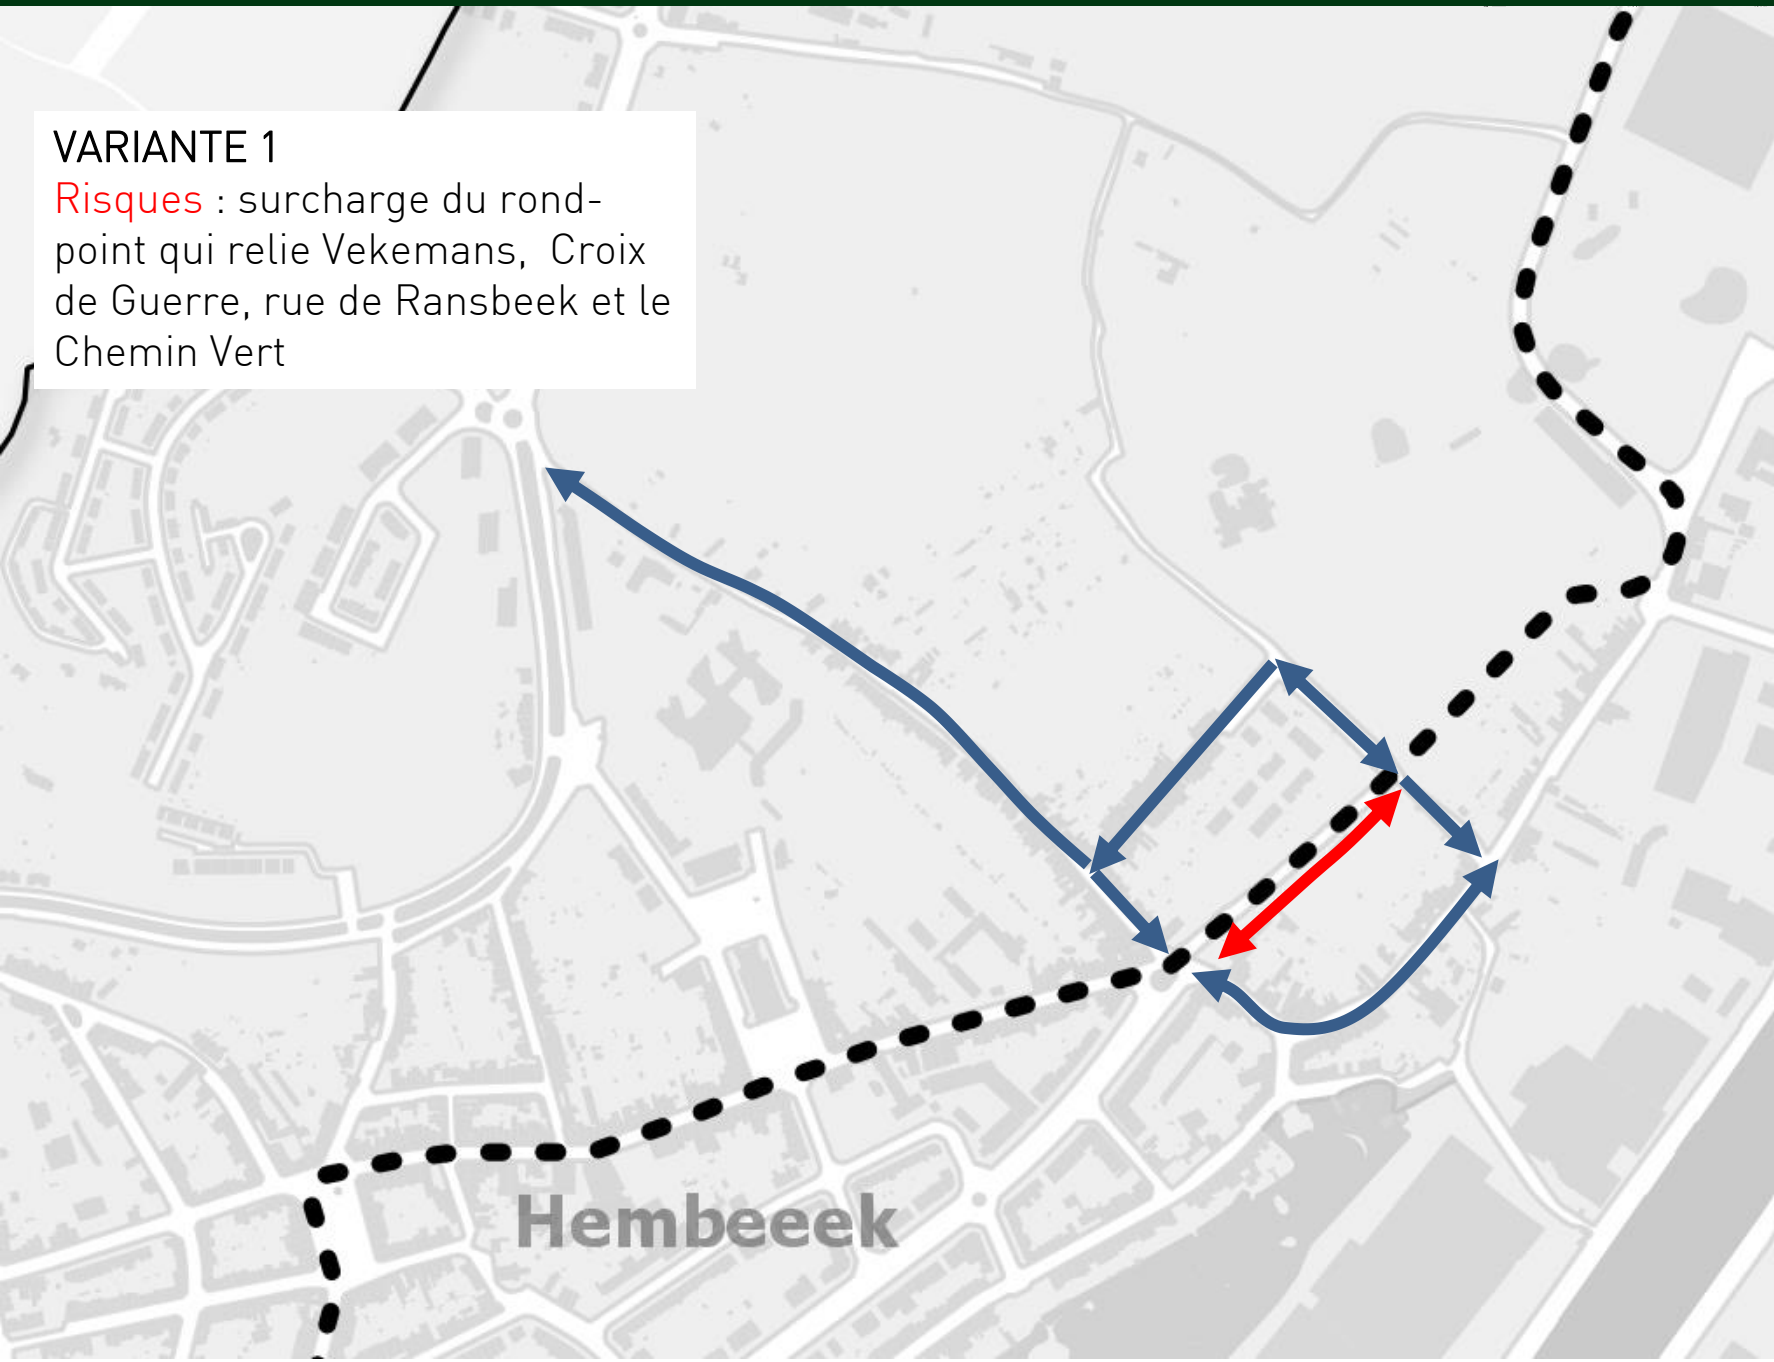 VARIANTE 1
Risques : surcharge du rond-
point qui relie Vekemans, Croix
de Guerre, rue de Ransbeek et le
Chemin Vert
Hembeeek